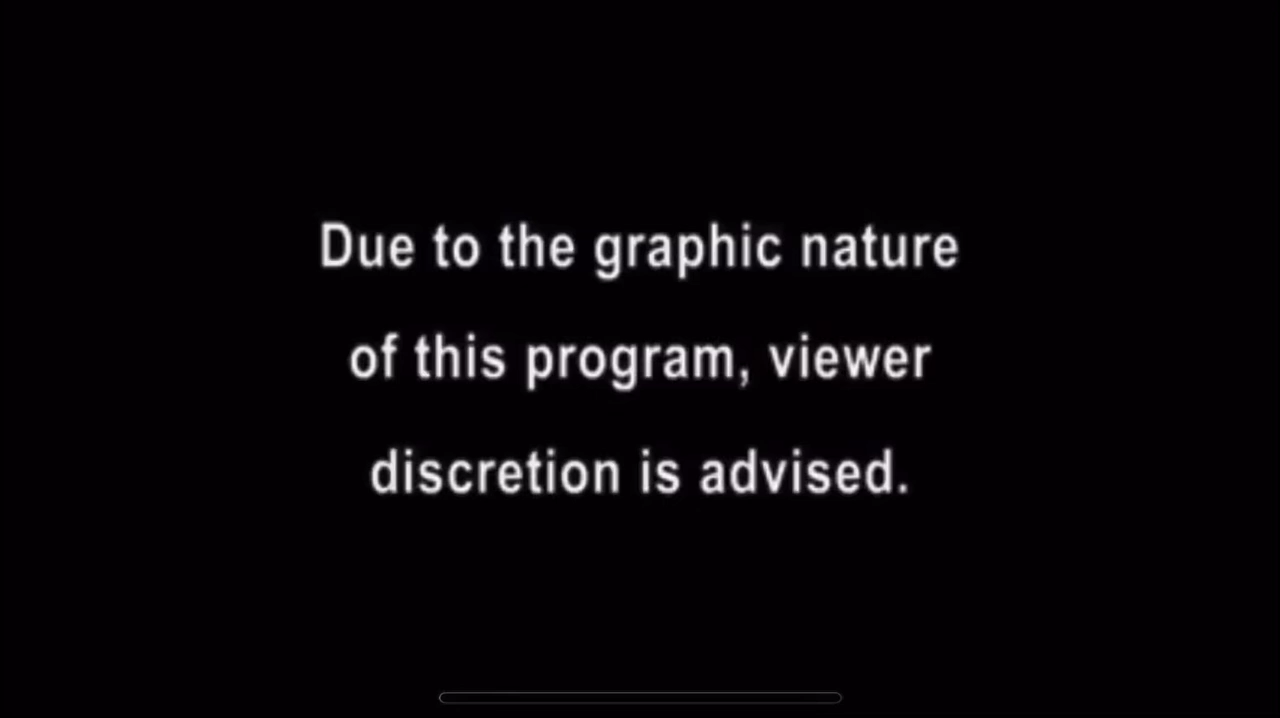 Due to the graphic nature
of this program, viewer
discretion is advised.